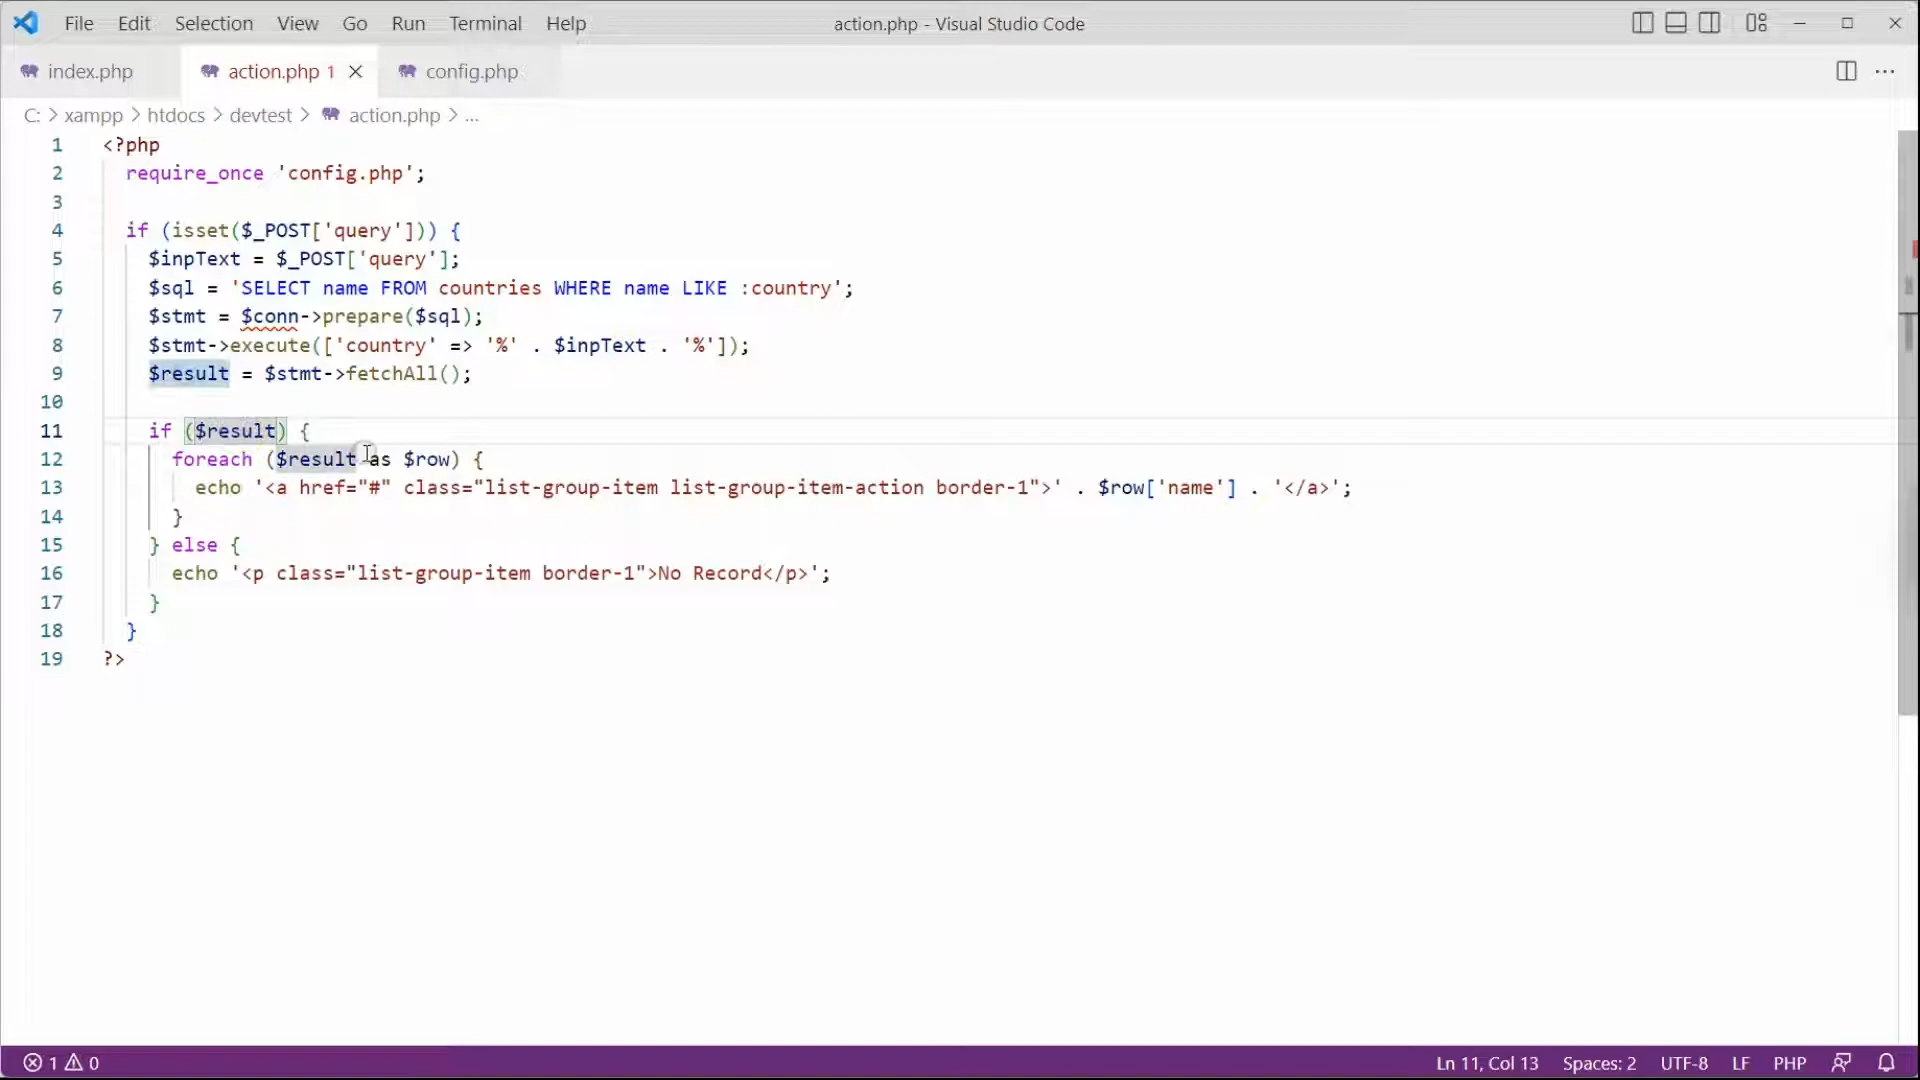 File Edit Selection View Go Run Terminal Help action.php - Visual Studio Code
index.php action.php 1 config.php
C: > xampp > htdocs > devtest > action.php > ...
1 <?php
2 require_once 'config.php';
3
4 if (isset($_POST['query'])) {
5 $inpText = $_POST['query'];
6 $sql = 'SELECT name FROM countries WHERE name LIKE :country';
7 $stmt = $conn->prepare($sql);
8 $stmt->execute(['country' => '%' . $inpText . '%']);
9 $result = $stmt->fetchAll();
10
11 if ($result) {
12 foreach ($result as $row) {
13 echo '<a href="#" class="list-group-item list-group-item-action border-1">' . $row['name'] . '</a>';
14 }
15 } else {
16 echo '<p class="list-group-item border-1">No Record</p>';
17 }
18 }
19 ?>
1 0 Ln 11, Col 13 Spaces: 2 UTF-8 LF PHP